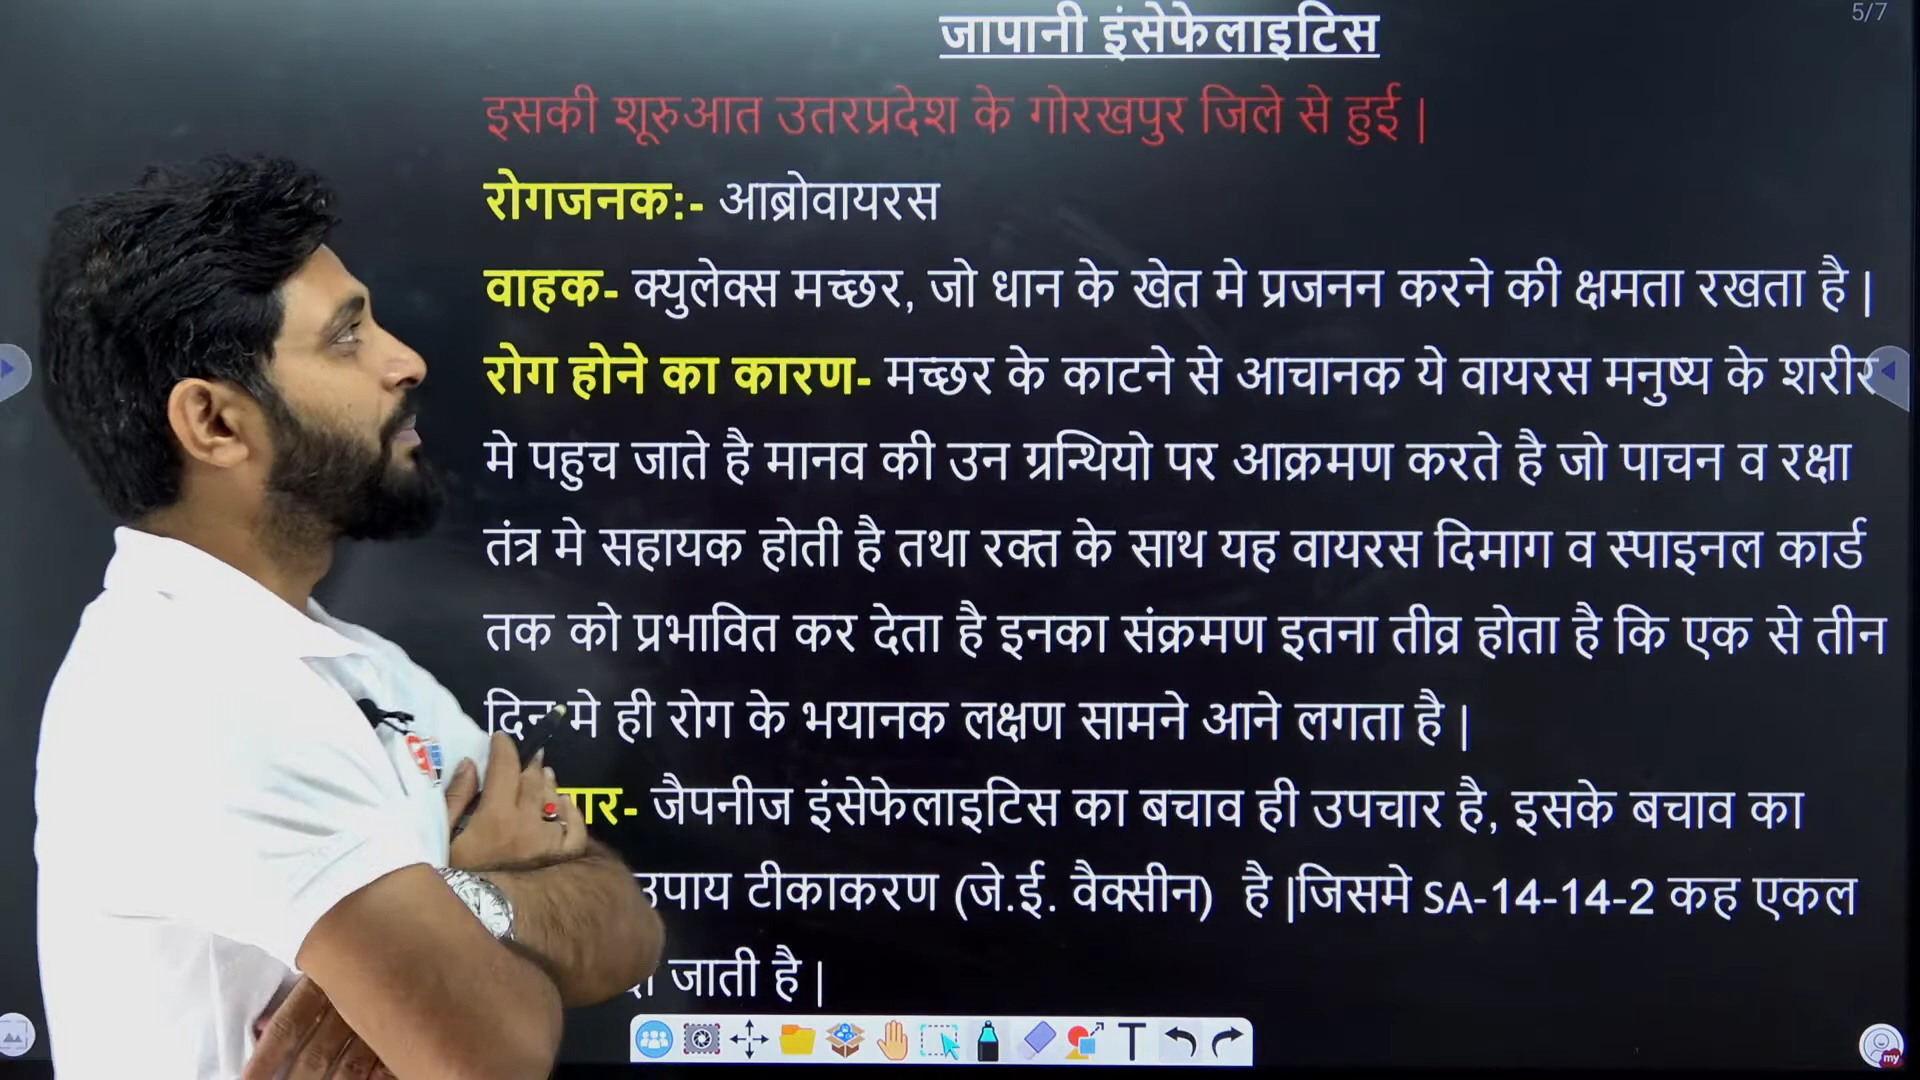 5/7
जापानी इंसेफेलाइटिस
इसकी शूरुआत उतरप्रदेश के गोरखपुर जिले से हुई |
रोगजनक:- आब्रोवायरस
वाहक- क्युलेक्स मच्छर, जो धान के खेत मे प्रजनन करने की क्षमता रखता है |
रोग होने का कारण- मच्छर के काटने से आचानक ये वायरस मनुष्य के शरीर
मे पहुच जाते है मानव की उन ग्रन्थियो पर आक्रमण करते है जो पाचन व रक्षा
तंत्र मे सहायक होती है तथा रक्त के साथ यह वायरस दिमाग व स्पाइनल कार्ड
तक को प्रभावित कर देता है इनका संक्रमण इतना तीव्र होता है कि एक से तीन
दिन मे ही रोग के भयानक लक्षण सामने आने लगता है |
जैपनीज इंसेफेलाइटिस का बचाव ही उपचार है, इसके बचाव का
उपाय टीकाकरण (जे.ई. वैक्सीन) है |जिसमे SA-14-14-2 कह एकल
जाती है |
T
my